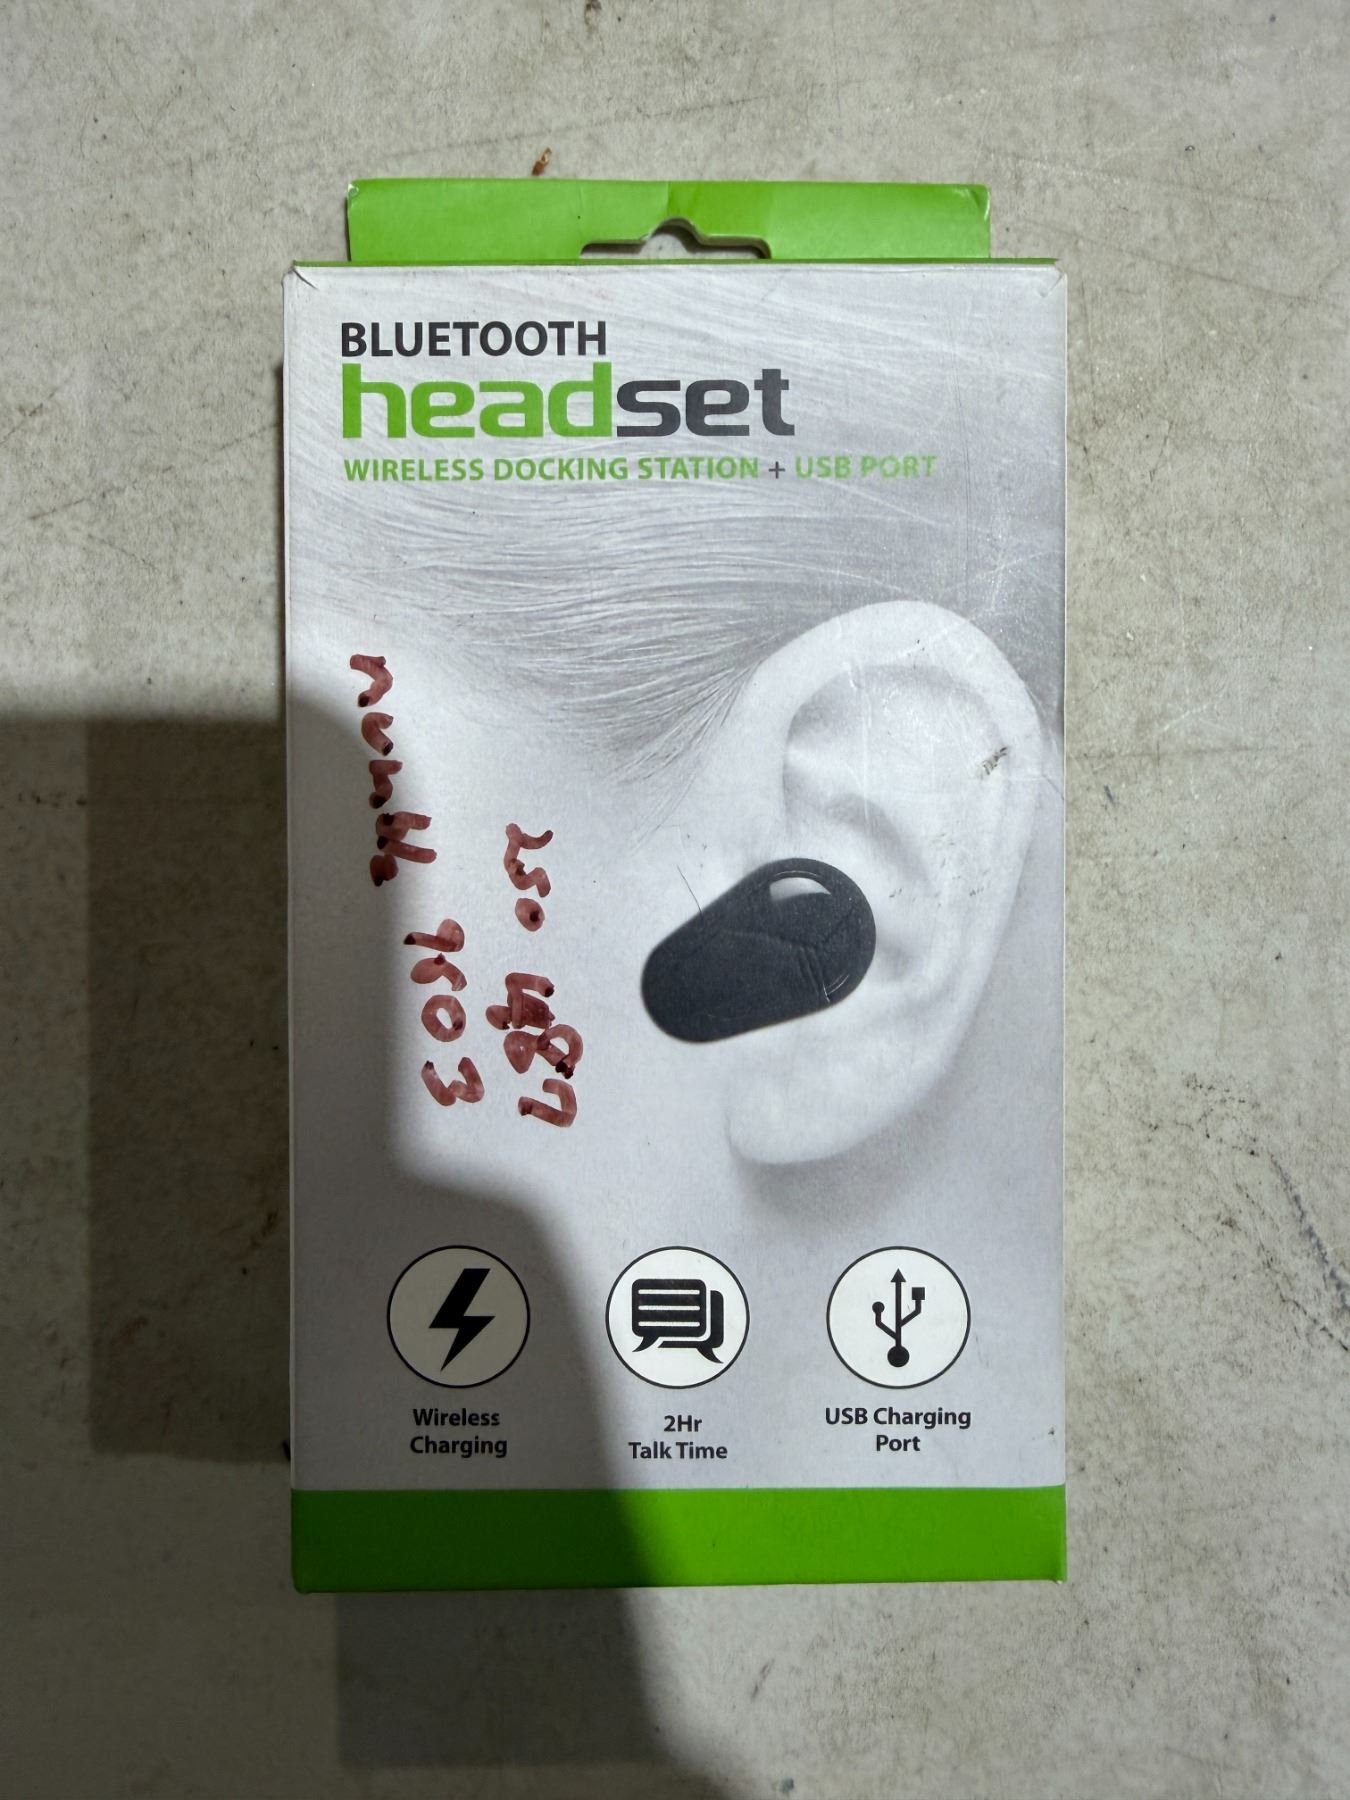 BLUETOOTH
headset
WIRELESS DOCKING STATION + USB PORT
Wireless
Charging
2Hr
Talk Time
USB Charging
Port